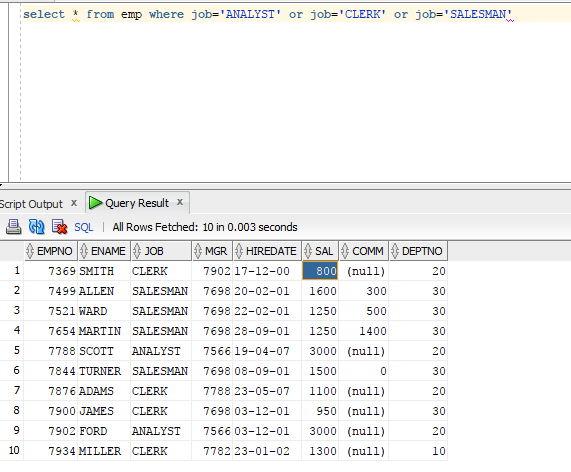 select * from emp where job='ANALYST' or job='CLERK' or job='SALESMAN'
Script Output x Query Result x
SQL | All Rows Fetched: 10 in 0.003 seconds
EMPNO ENAME JOB MGR HIREDATE SAL COMM DEPTNO
1 7369 SMITH CLERK 7902 17-12-00 800 (null) 20
2 7499 ALLEN SALESMAN 7698 20-02-01 1600 300 30
3 7521 WARD SALESMAN 7698 22-02-01 1250 500 30
4 7654 MARTIN SALESMAN 7698 28-09-01 1250 1400 30
5 7788 SCOTT ANALYST 7566 19-04-07 3000 (null) 20
6 7844 TURNER SALESMAN 7698 08-09-01 1500 0 30
7 7876 ADAMS CLERK 7788 23-05-07 1100 (null) 20
8 7900 JAMES CLERK 7698 03-12-01 950 (null) 30
9 7902 FORD ANALYST 7566 03-12-01 3000 (null) 20
10 7934 MILLER CLERK 7782 23-01-02 1300 (null) 10